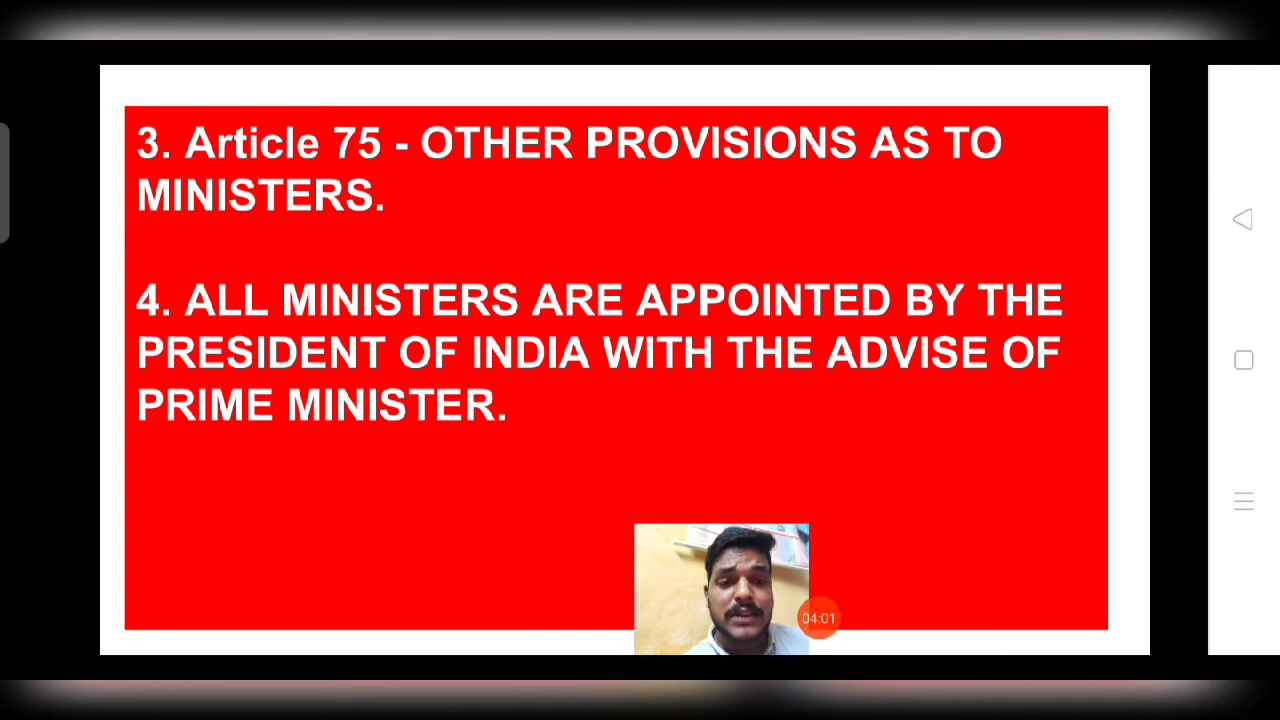 3. Article 75 - OTHER PROVISIONS AS TO
MINISTERS.
4. ALL MINISTERS ARE APPOINTED BY THE
PRESIDENT OF INDIA WITH THE ADVISE OF
PRIME MINISTER.
04:01